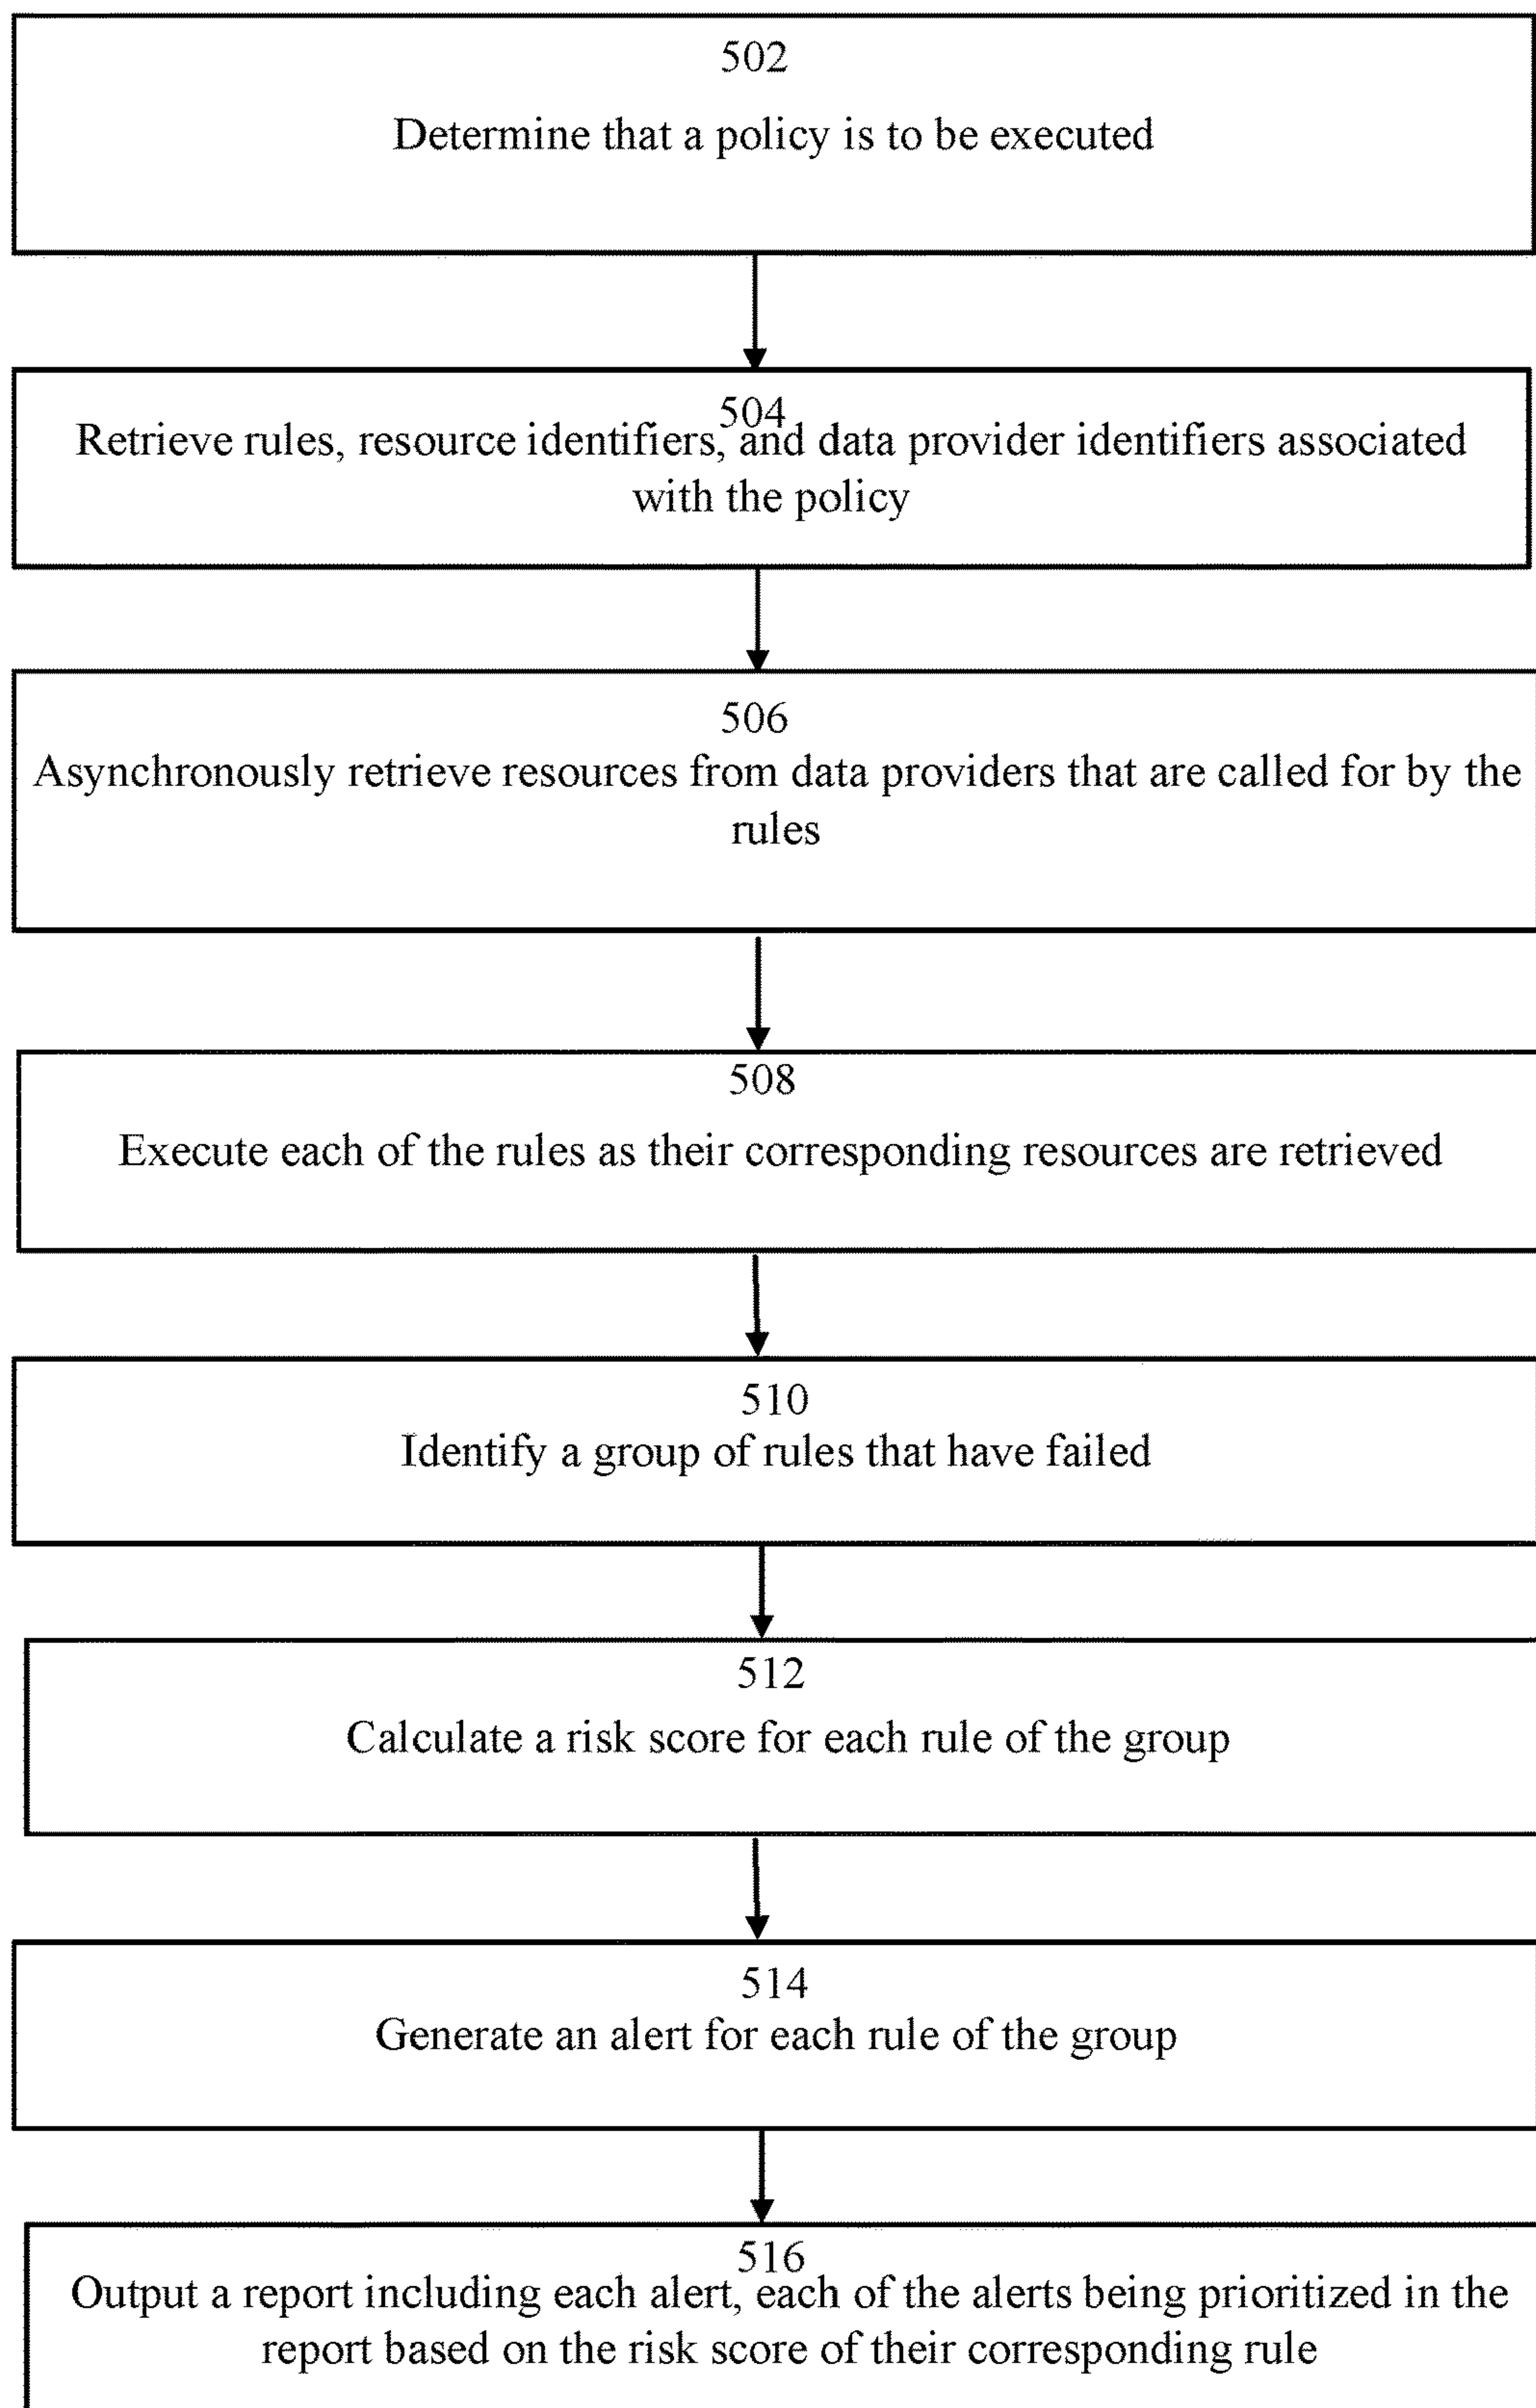 502
Determine that a policy is to be executed
504
Retrieve rules, resource identifiers, and data provider identifiers associated
with the policy
506
Asynchronously retrieve resources from data providers that are called for by the
rules
508
Execute each of the rules as their corresponding resources are retrieved
510
Identify a group of rules that have failed
512
Calculate a risk score for each rule of the group
514
Generate an alert for each rule of the group
516
Output a report including each alert, each of the alerts being prioritized in the
report based on the risk score of their corresponding rule